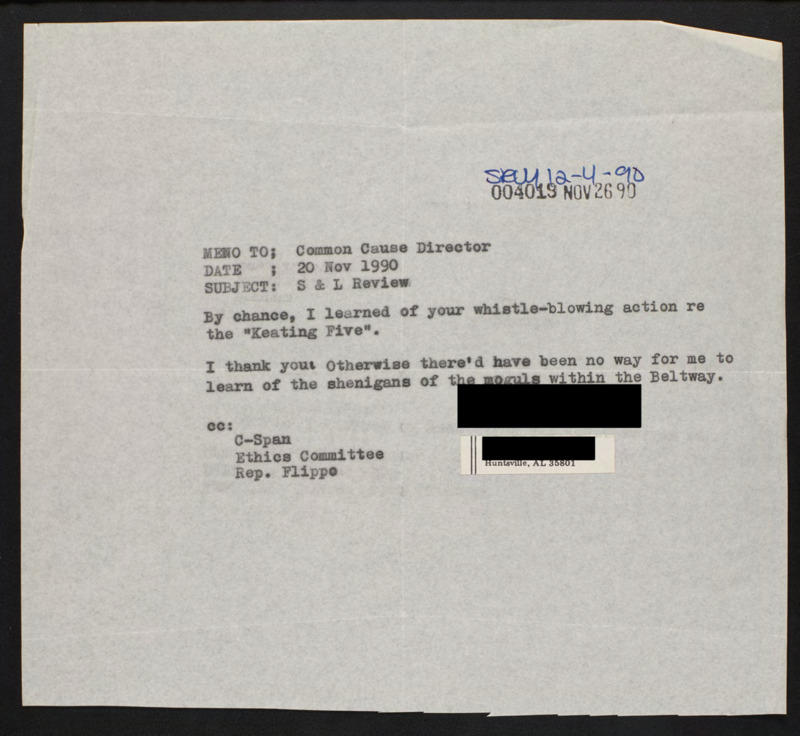 SEUM 12-4-90
004013 NOV 26 90
MEMO TO; Common Cause Director
DATE ; 20 Nov 1990
SUBJECT: S & L Review
By chance, I learned of your whistle-blowing action re
the "Keating Five".
I thank you. Otherwise there'd have been no way for me to
learn of the shenigans of the moguls within the Beltway.
cc:
C-Span
Ethics Committee
Rep. Flippo
Huntsville, AL 35801